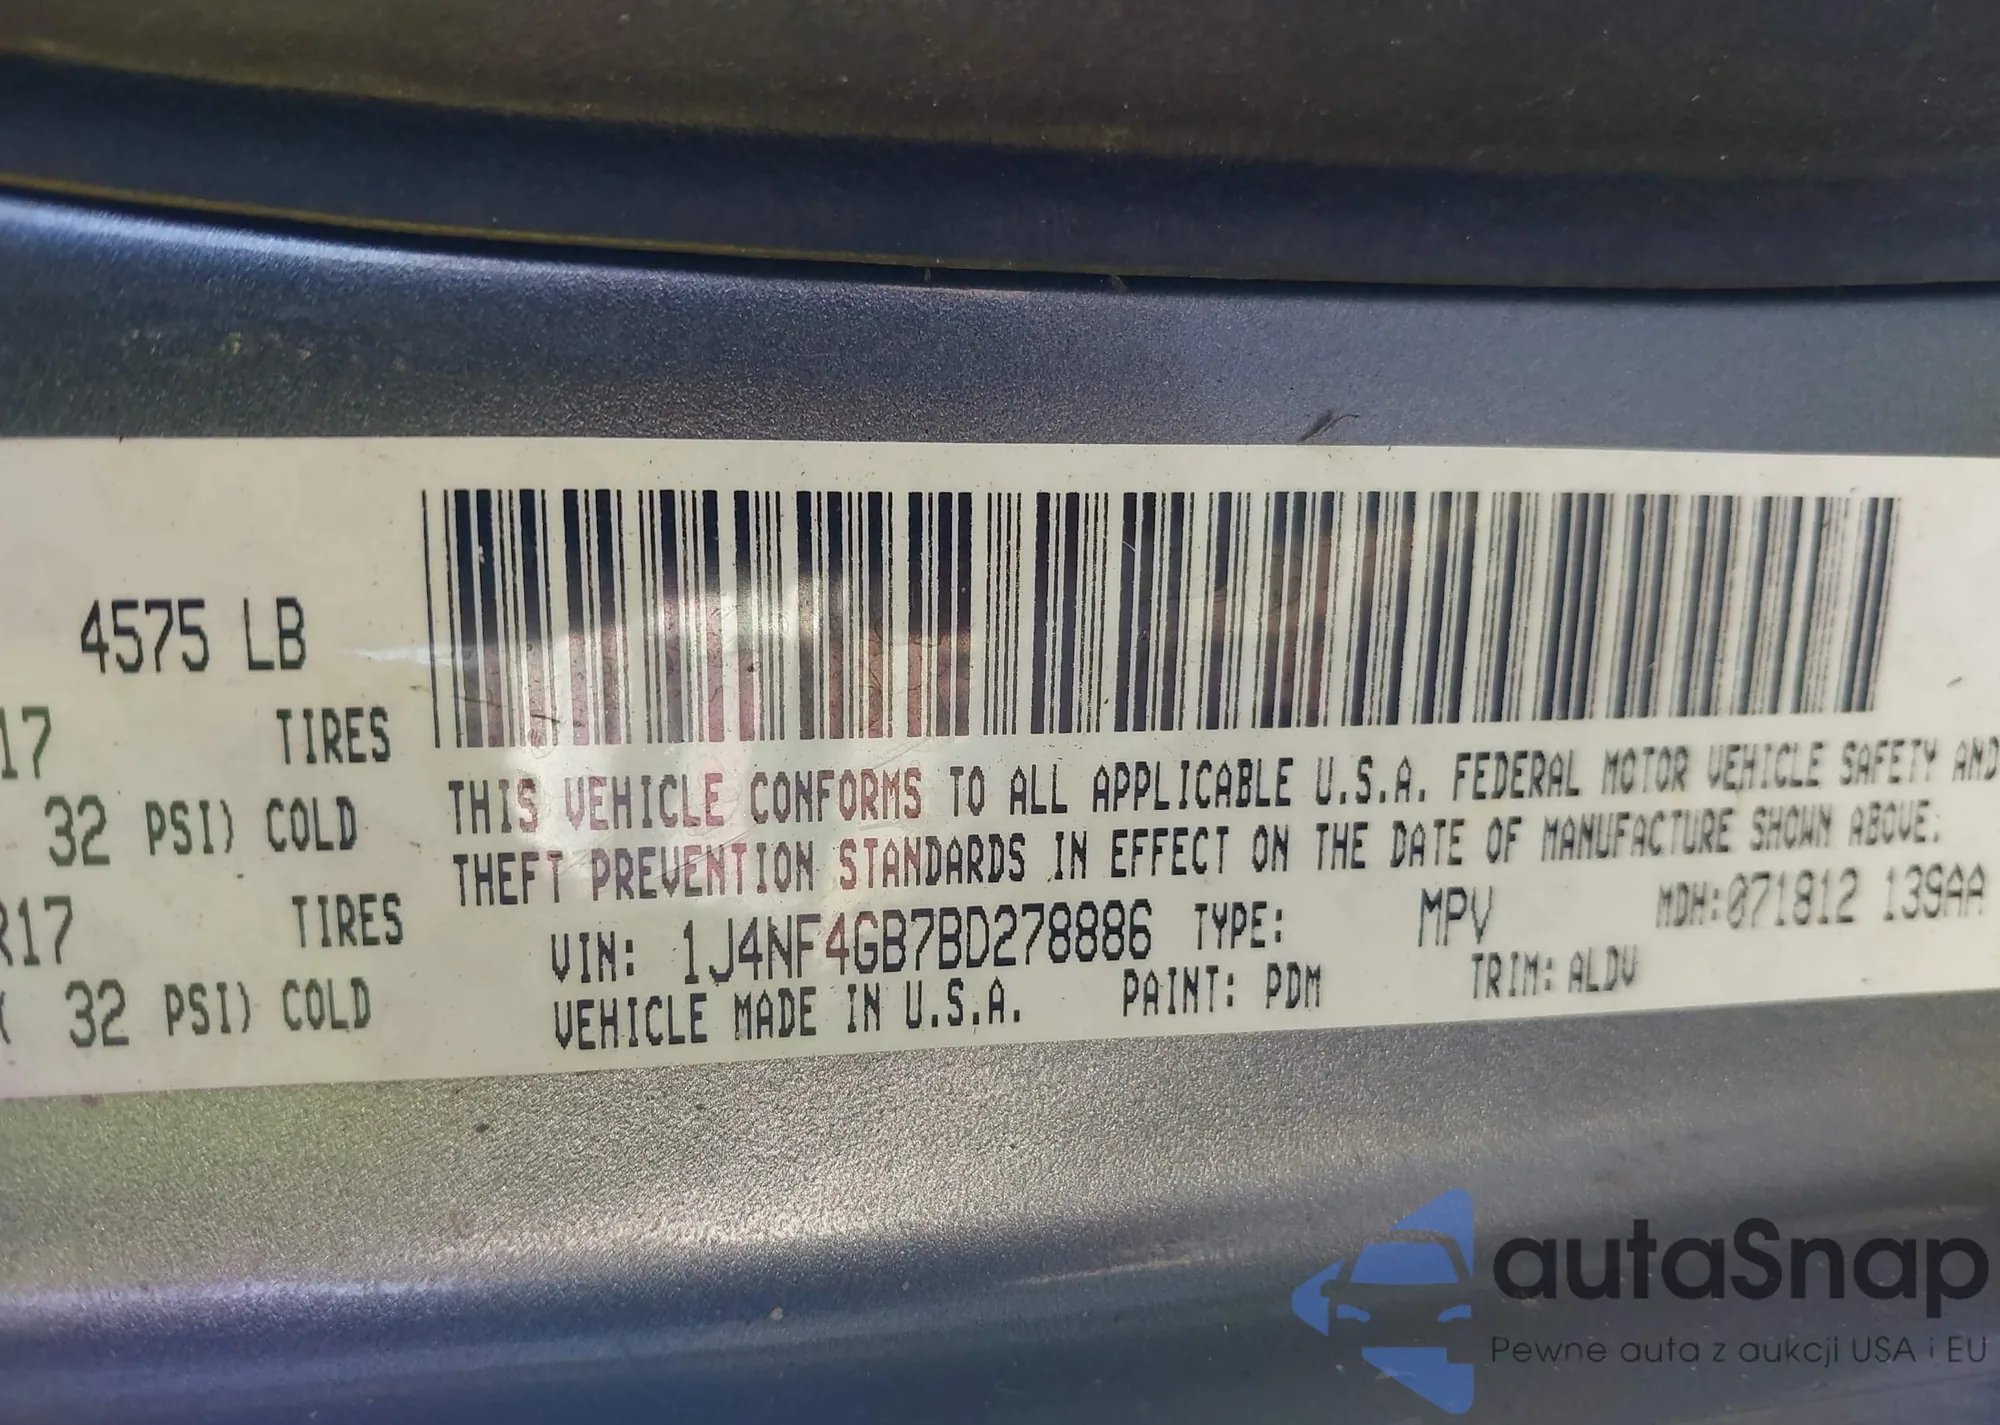 4575 LB
17 TIRES
32 PSI) COLD
R17 TIRES
( 32 PSI) COLD
THIS VEHICLE CONFORMS TO ALL APPLICABLE U.S.A. FEDERAL MOTOR VEHICLE SAFETY AND
THEFT PREVENTION STANDARDS IN EFFECT ON THE DATE OF MANUFACTURE SHOWN ABOVE.
VIN: 1J4NF4GB7BD278886 TYPE: MPV MDH:071812 139AA
VEHICLE MADE IN U.S.A. PAINT: PDM TRIM: ALDV
autaSnap
Pewne auta z aukcji USA i EU